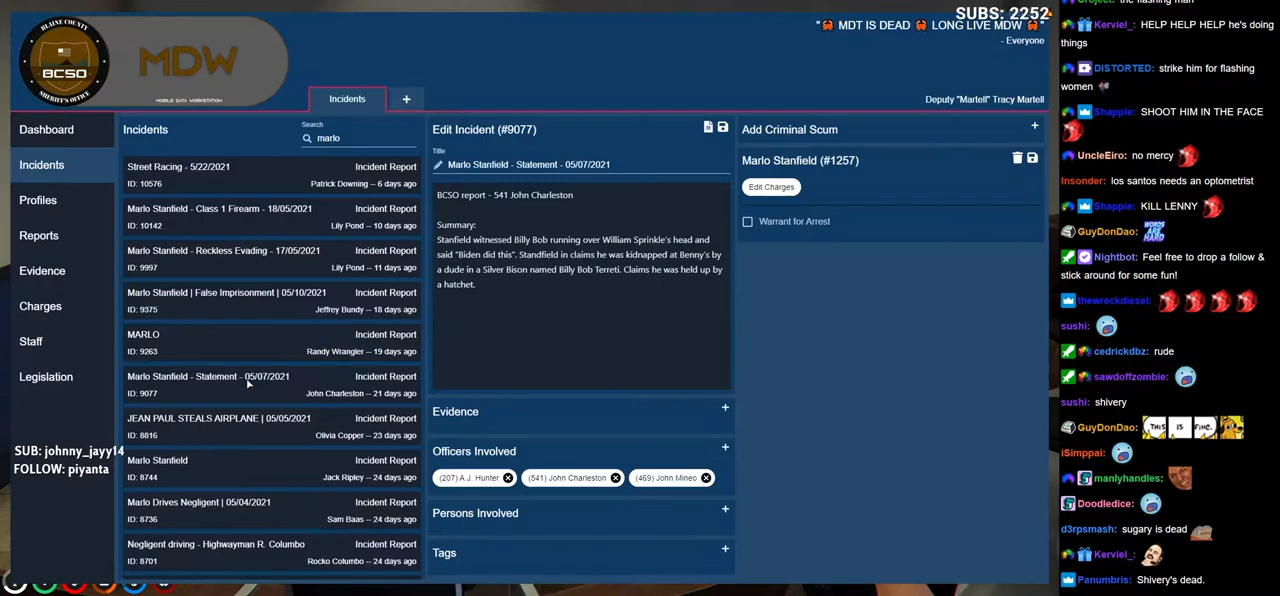 SUBS: 2252
"🦀 MDT IS DEAD 🦀 LONG LIVE MDW 🦀"
- Everyone
BLAINE COUNTY
BCSO
SHERIFF'S OFFICE
MDW
MOBILE DATA WORKSTATION
Incidents
+
Deputy "Martell" Tracy Martell
Dashboard
Incidents
Profiles
Reports
Evidence
Charges
Staff
Legislation
SUB: johnny_jayy14
FOLLOW: piyanta
Incidents
Search
marlo
Street Racing - 5/22/2021 Incident Report
ID: 10576 Patrick Downing -- 6 days ago
Marlo Stanfield - Class 1 Firearm - 18/05/2021 Incident Report
ID: 10142 Lily Pond -- 10 days ago
Marlo Stanfield - Reckless Evading - 17/05/2021 Incident Report
ID: 9997 Lily Pond -- 11 days ago
Marlo Stanfield | False Imprisonment | 05/10/2021 Incident Report
ID: 9375 Jeffrey Bundy -- 18 days ago
MARLO Incident Report
ID: 9263 Randy Wrangler -- 19 days ago
Marlo Stanfield - Statement - 05/07/2021 Incident Report
ID: 9077 John Charleston -- 21 days ago
JEAN PAUL STEALS AIRPLANE | 05/05/2021 Incident Report
ID: 8816 Olivia Copper -- 23 days ago
Marlo Stanfield Incident Report
ID: 8744 Jack Ripley -- 24 days ago
Marlo Drives Negligent | 05/04/2021 Incident Report
ID: 8736 Sam Baas -- 24 days ago
Negligent driving - Highwayman R. Columbo Incident Report
ID: 8701 Rocko Columbo -- 24 days ago
Edit Incident (#9077)
Title
Marlo Stanfield - Statement - 05/07/2021
BCSO report - 541 John Charleston
Summary:
Stanfield witnessed Billy Bob running over William Sprinkle's head and
said "Biden did this". Standfield in claims he was kidnapped at Benny's by
a dude in a Silver Bison named Billy Bob Terreti. Claims he was held up by
a hatchet.
Evidence +
Officers Involved +
(207) A.J. Hunter (541) John Charleston (469) John Mineo
Persons Involved +
Tags +
Add Criminal Scum +
Marlo Stanfield (#1257)
Edit Charges
Warrant for Arrest
the flashing man
Kerviel_: HELP HELP HELP he's doing
things
DISTORTED: strike him for flashing
women
Shappie: SHOOT HIM IN THE FACE
UncleEiro: no mercy
Insonder: los santos needs an optometrist
Shappie: KILL LENNY
GuyDonDao: WORDS ARE HARD
Nightbot: Feel free to drop a follow &
stick around for some fun!
thewreckdiesel:
sushi:
cedrickdbz: rude
sawdoffzombie:
sushi: shivery
GuyDonDao: THIS IS FINE.
iSimppai:
manlyhandles:
Doodledice:
d3rpsmash: sugary is dead
Kerviel_:
Panumbris: Shivery's dead.